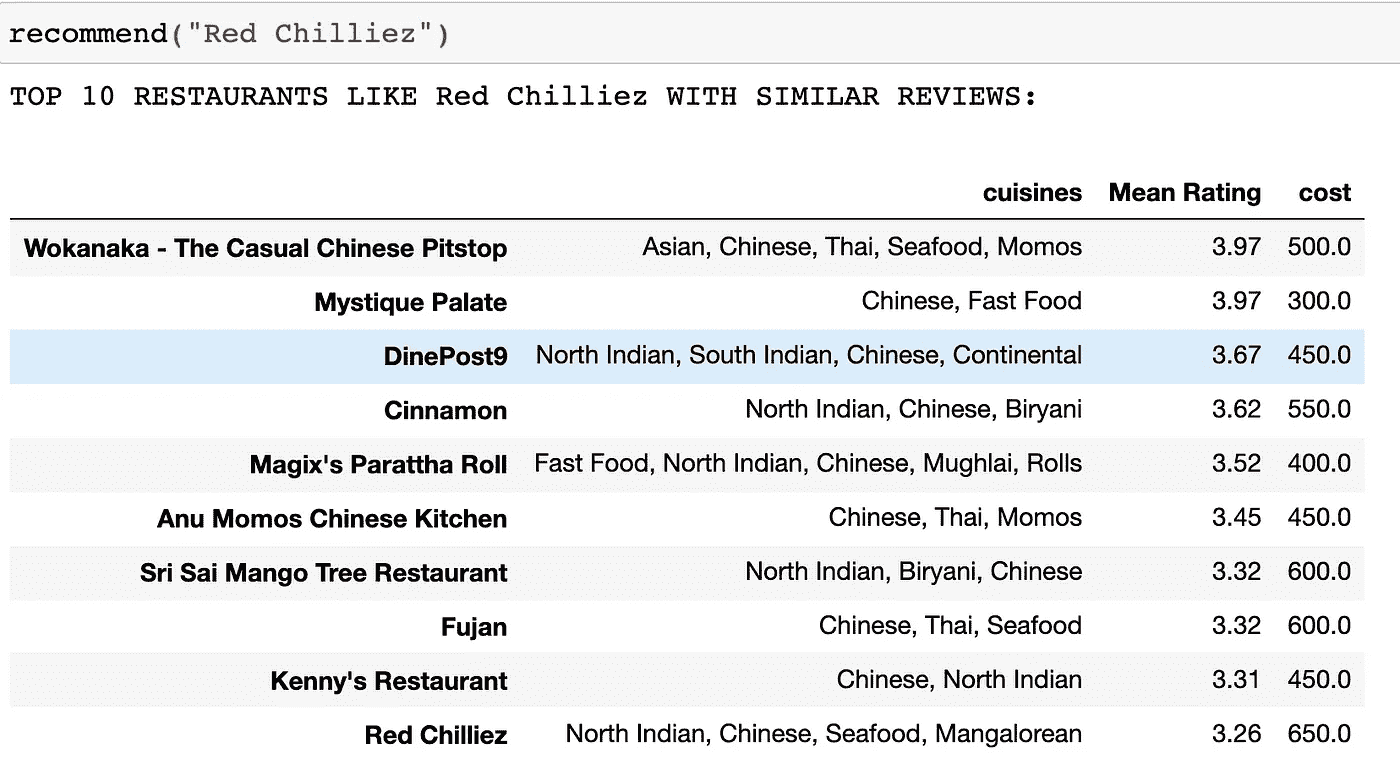 recommend("Red Chilliez")
TOP 10 RESTAURANTS LIKE Red Chilliez WITH SIMILAR REVIEWS:
cuisines Mean Rating cost
Wokanaka - The Casual Chinese Pitstop Asian, Chinese, Thai, Seafood, Momos 3.97 500.0
Mystique Palate Chinese, Fast Food 3.97 300.0
DinePost9 North Indian, South Indian, Chinese, Continental 3.67 450.0
Cinnamon North Indian, Chinese, Biryani 3.62 550.0
Magix's Parattha Roll Fast Food, North Indian, Chinese, Mughlai, Rolls 3.52 400.0
Anu Momos Chinese Kitchen Chinese, Thai, Momos 3.45 450.0
Sri Sai Mango Tree Restaurant North Indian, Biryani, Chinese 3.32 600.0
Fujan Chinese, Thai, Seafood 3.32 600.0
Kenny's Restaurant Chinese, North Indian 3.31 450.0
Red Chilliez North Indian, Chinese, Seafood, Mangalorean 3.26 650.0